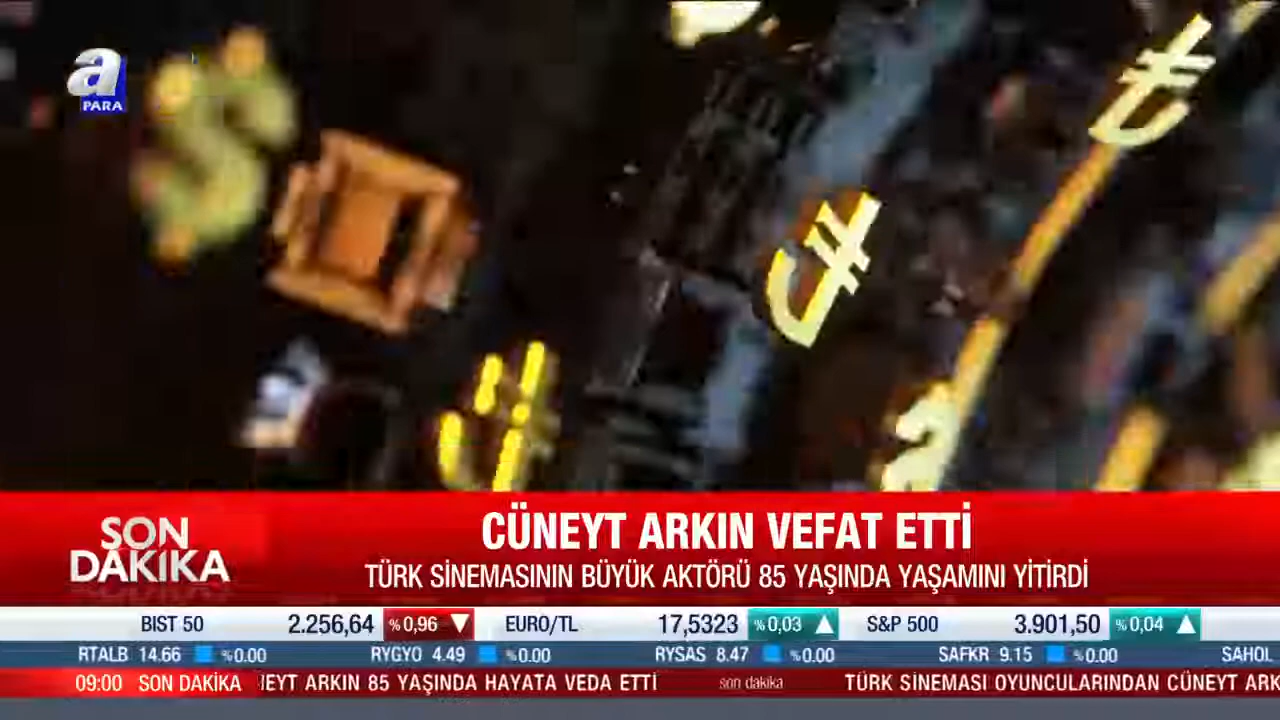 a
PARA
SON
DAKİKA
CÜNEYT ARKIN VEFAT ETTİ
TÜRK SİNEMASININ BÜYÜK AKTÖRÜ 85 YAŞINDA YAŞAMINI YİTİRDİ
BIST 50 2.256,64 %0,96 EURO/TL 17,5323 %0,03 S&P 500 3.901,50 %0,04
RTALB 14.66 %0.00 RYGYO 4.49 %0.00 RYSAS 8.47 %0.00 SAFKR 9.15 %0.00 SAHOL
09:00 SON DAKİKA NEYT ARKIN 85 YAŞINDA HAYATA VEDA ETTİ son dakika TÜRK SİNEMASI OYUNCULARINDAN CÜNEYT ARK